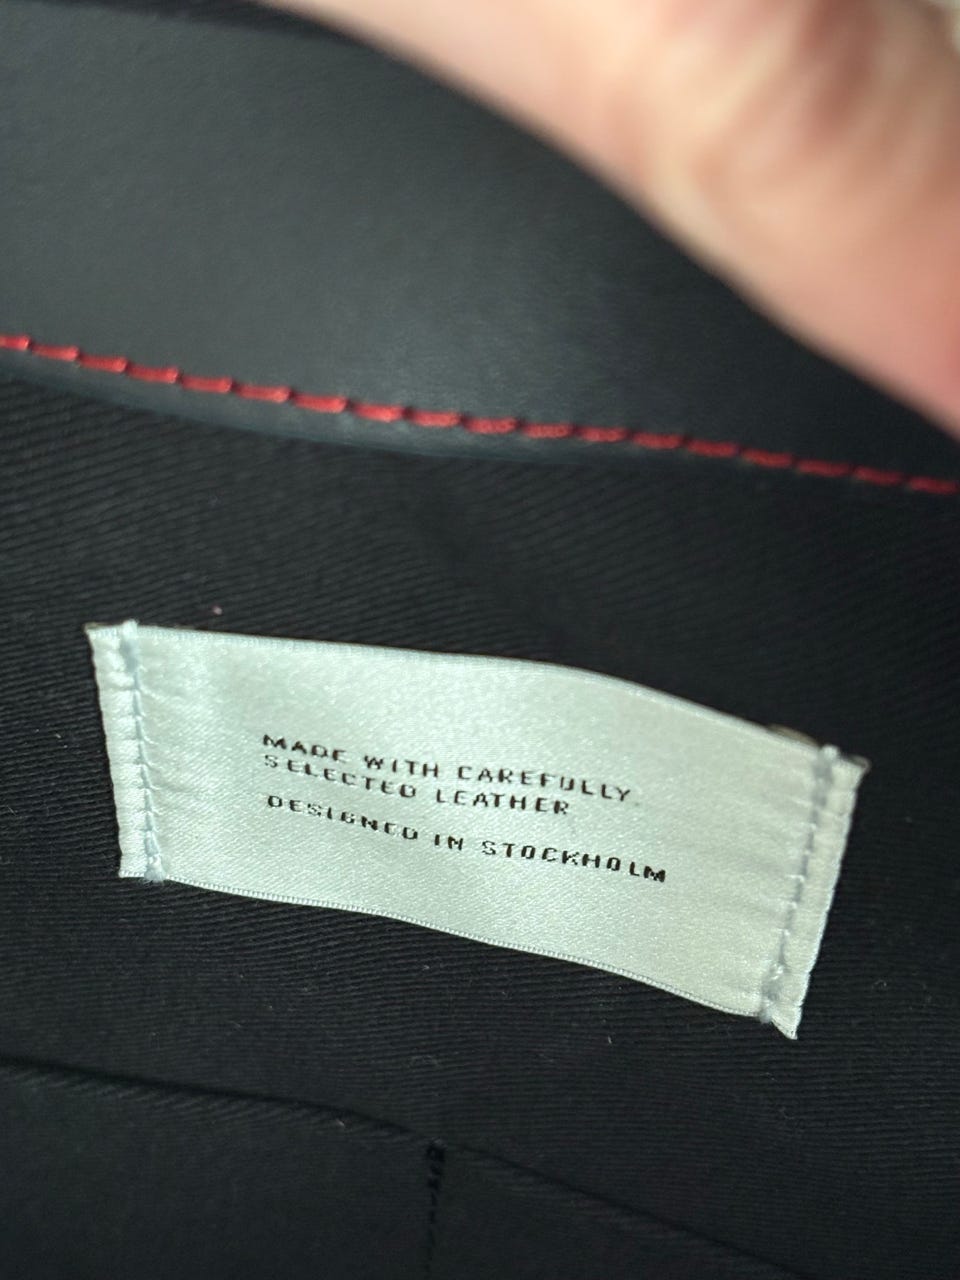 MADE WITH CAREFULLY
SELECTED LEATHER
DESIGNED IN STOCKHOLM